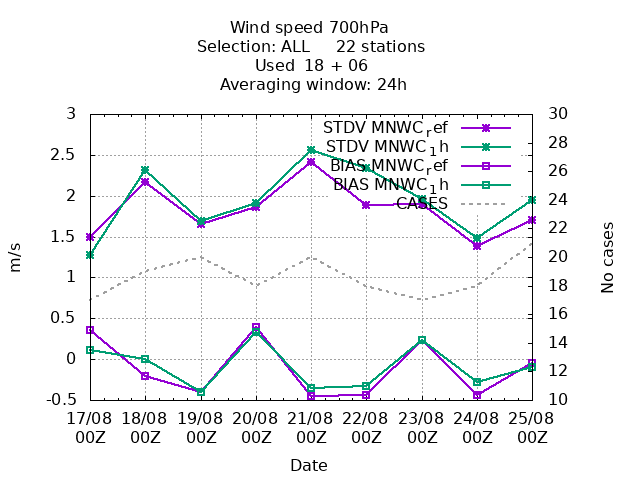 Wind speed 700hPa
Selection: ALL 22 stations
Used 18 + 06
Averaging window: 24h
3
2.5
2
1.5
1
0.5
0
-0.5
m/s
30
28
26
24
22
20
18
16
14
12
10
No cases
STDV MNWC_ref
STDV MNWC_1h
BIAS MNWC_ref
BIAS MNWC_1h
CASES
17/08 18/08 19/08 20/08 21/08 22/08 23/08 24/08 25/08
00Z 00Z 00Z 00Z 00Z 00Z 00Z 00Z 00Z
Date